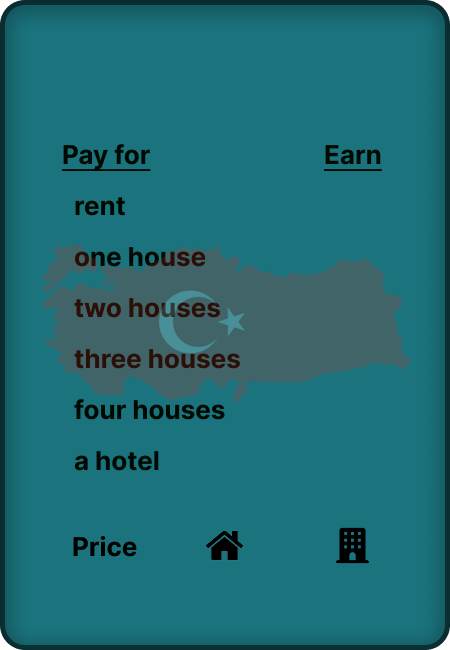 Pay for Earn
rent
one house
two houses
three houses
four houses
a hotel
Price